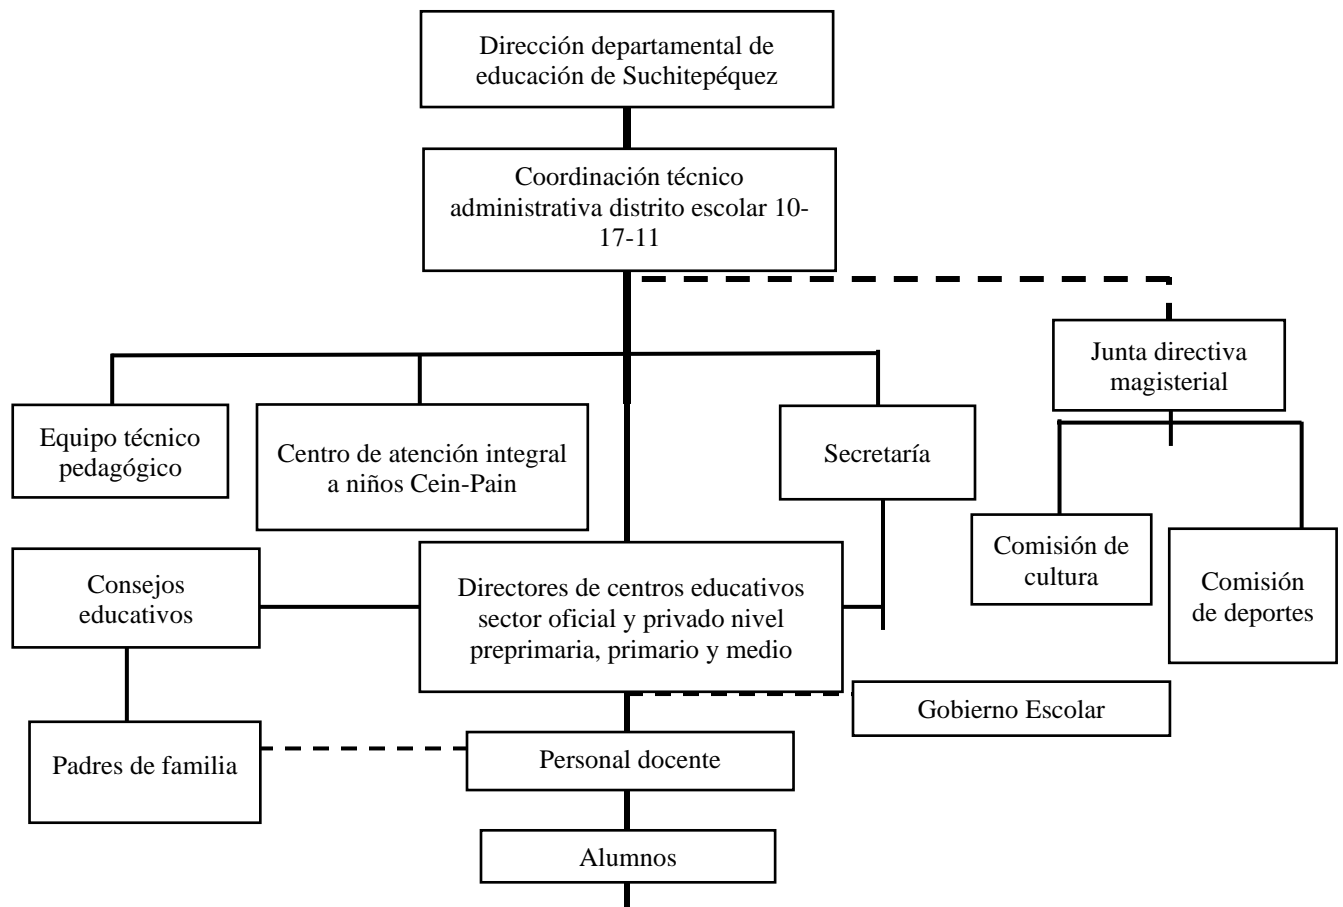 Dirección departamental de
educación de Suchitepéquez
Coordinación técnico
administrativa distrito escolar 10-
17-11
Junta directiva
magisterial
Equipo técnico
pedagógico
Centro de atención integral
a niños Cein-Pain
Secretaría
Comisión de
cultura
Comisión
de deportes
Consejos
educativos
Directores de centros educativos
sector oficial y privado nivel
preprimaria, primario y medio
Gobierno Escolar
Padres de familia
Personal docente
Alumnos